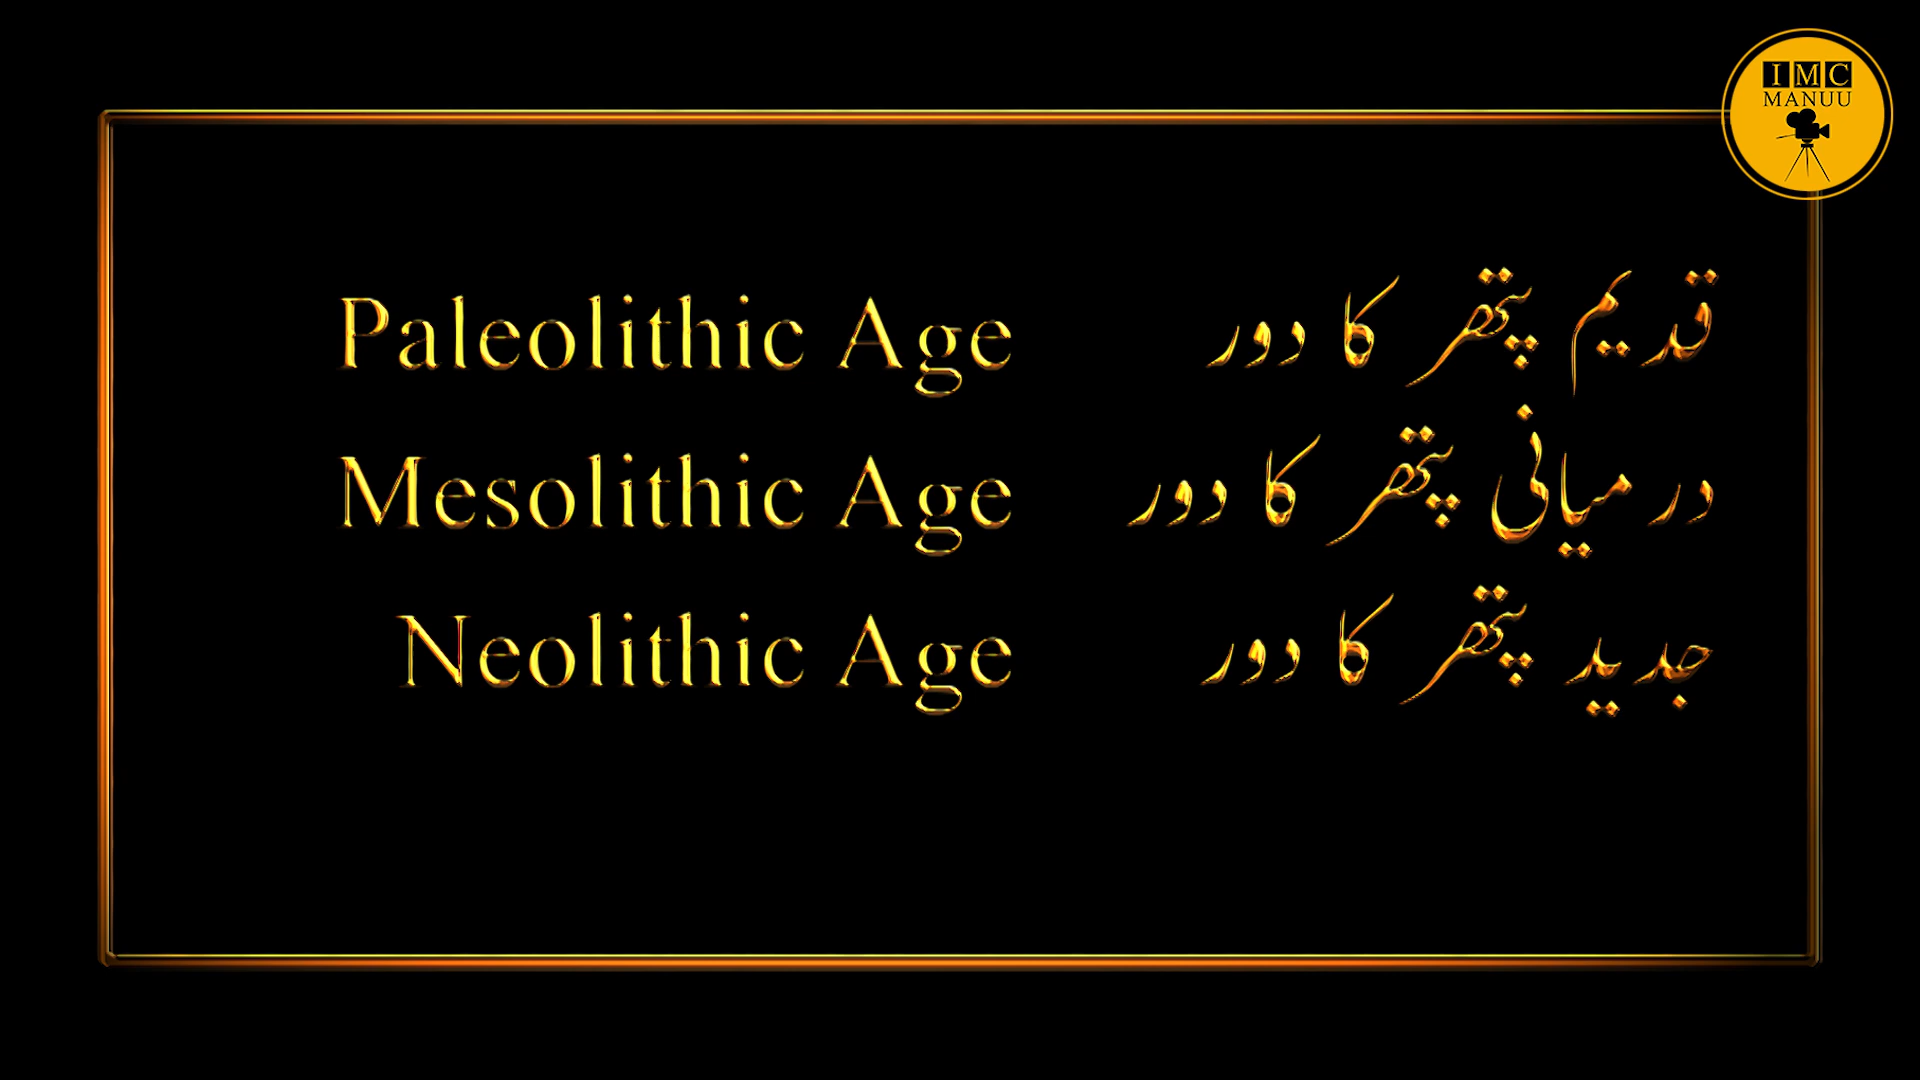 IMC
MANUU
قدیم پتھر کا دور Paleolithic Age
درمیانی پتھر کا دور Mesolithic Age
جدید پتھر کا دور Neolithic Age